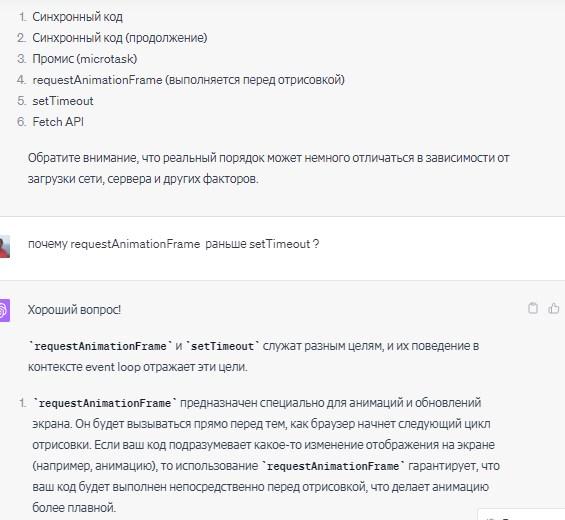 1. Синхронный код
2. Синхронный код (продолжение)
3. Промис (microtask)
4. requestAnimationFrame (выполняется перед отрисовкой)
5. setTimeout
6. Fetch API
Обратите внимание, что реальный порядок может немного отличаться в зависимости от
загрузки сети, сервера и других факторов.
почему requestAnimationFrame раньше setTimeout ?
Хороший вопрос!
`requestAnimationFrame` и `setTimeout` служат разным целям, и их поведение в
контексте event loop отражает эти цели.
1. `requestAnimationFrame` предназначен специально для анимаций и обновлений
экрана. Он будет вызываться прямо перед тем, как браузер начнет следующий цикл
отрисовки. Если ваш код подразумевает какое-то изменение отображения на экране
(например, анимацию), то использование `requestAnimationFrame` гарантирует, что
ваш код будет выполнен непосредственно перед отрисовкой, что делает анимацию
более плавной.